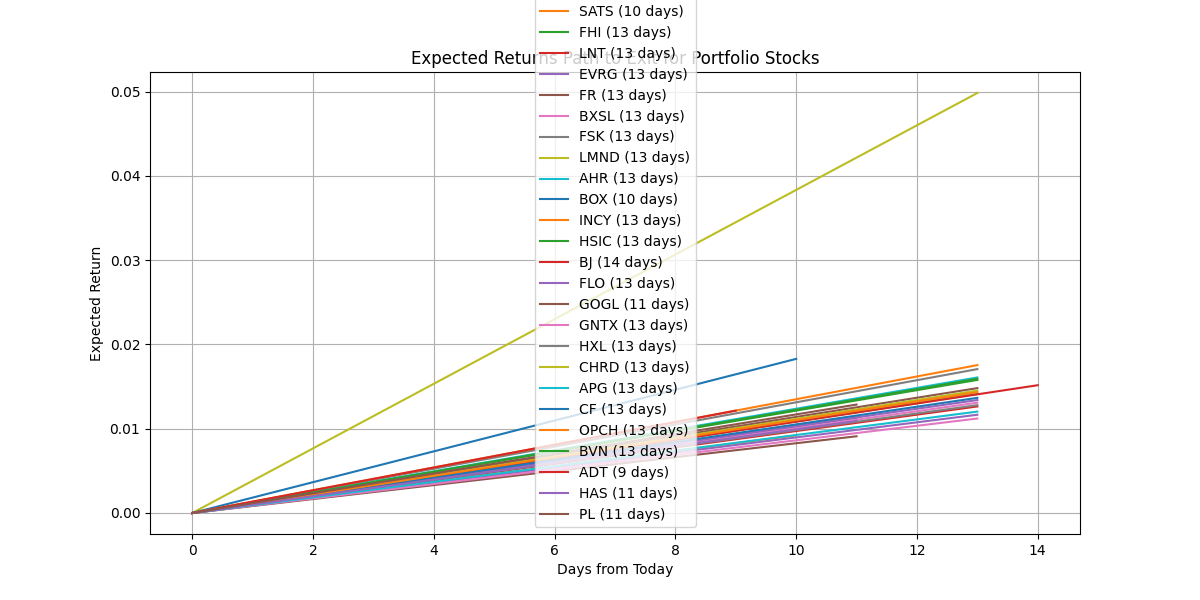 SATS (10 days)
FHI (13 days)
LNT (13 days)
Expected Returns Path to Exit for Portfolio Stocks
EVRG (13 days)
FR (13 days)
BXSL (13 days)
FSK (13 days)
LMND (13 days)
AHR (13 days)
BOX (10 days)
INCY (13 days)
HSIC (13 days)
BJ (14 days)
FLO (13 days)
GOGL (11 days)
GNTX (13 days)
HXL (13 days)
CHRD (13 days)
APG (13 days)
CF (13 days)
OPCH (13 days)
BVN (13 days)
ADT (9 days)
HAS (11 days)
PL (11 days)
0.05
0.04
0.03
0.02
0.01
0.00
Expected Return
0 2 4 6 8 10 12 14
Days from Today